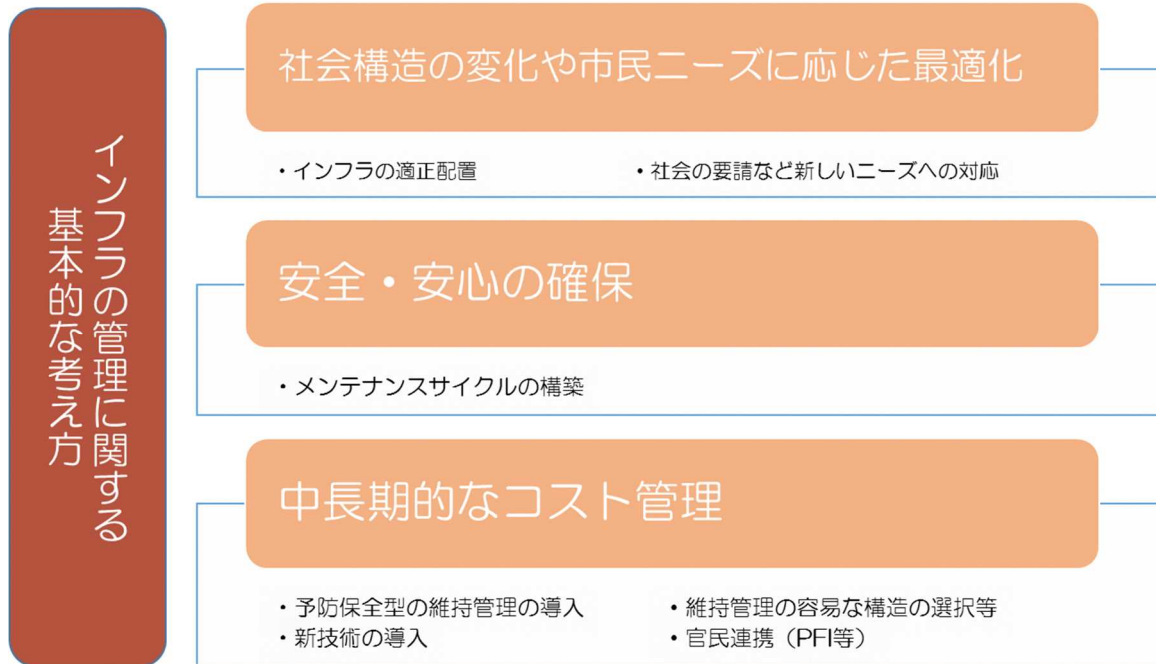 インフラの管理に関する
基本的な考え方
社会構造の変化や市民ニーズに応じた最適化
・インフラの適正配置
・社会の要請など新しいニーズへの対応
安全・安心の確保
・メンテナンスサイクルの構築
中長期的なコスト管理
・予防保全型の維持管理の導入
・新技術の導入
・維持管理の容易な構造の選択等
・官民連携（PFI等）